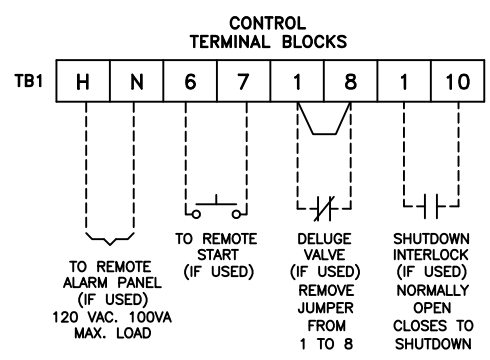 CONTROL
TERMINAL BLOCKS
TB1 H N 6 7 1 8 1 10
TO REMOTE
ALARM PANEL
(IF USED)
120 VAC. 100VA
MAX. LOAD
TO REMOTE
START
(IF USED)
DELUGE
VALVE
(IF USED)
REMOVE
JUMPER
FROM
1 TO 8
SHUTDOWN
INTERLOCK
(IF USED)
NORMALLY
OPEN
CLOSES TO
SHUTDOWN